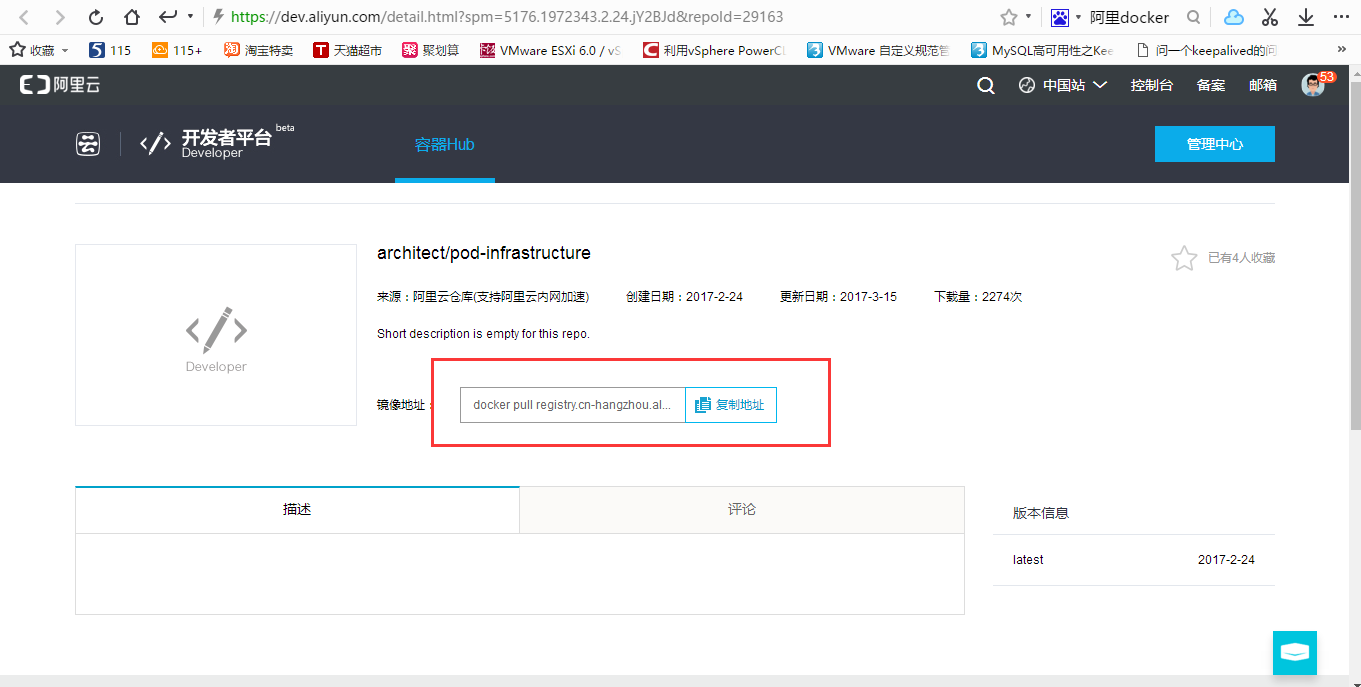 https://dev.aliyun.com/detail.html?spm=5176.1972343.2.24.jY2BJd&repoId=29163
阿里docker
收藏 115 115+ 淘宝特卖 天猫超市 聚划算 VMware ESXi 6.0 / vS 利用vSphere PowerCL VMware 自定义规范管 MySQL高可用性之Kee 问一个keepalived的问 »
阿里云 中国站 控制台 备案 邮箱 53
开发者平台 beta
Developer
容器Hub
管理中心
architect/pod-infrastructure
已有4人收藏
来源：阿里云仓库(支持阿里云内网加速) 创建日期：2017-2-24 更新日期：2017-3-15 下载量：2274次
Short description is empty for this repo.
Developer
镜像地址： docker pull registry.cn-hangzhou.al... 复制地址
描述 评论
版本信息
latest 2017-2-24